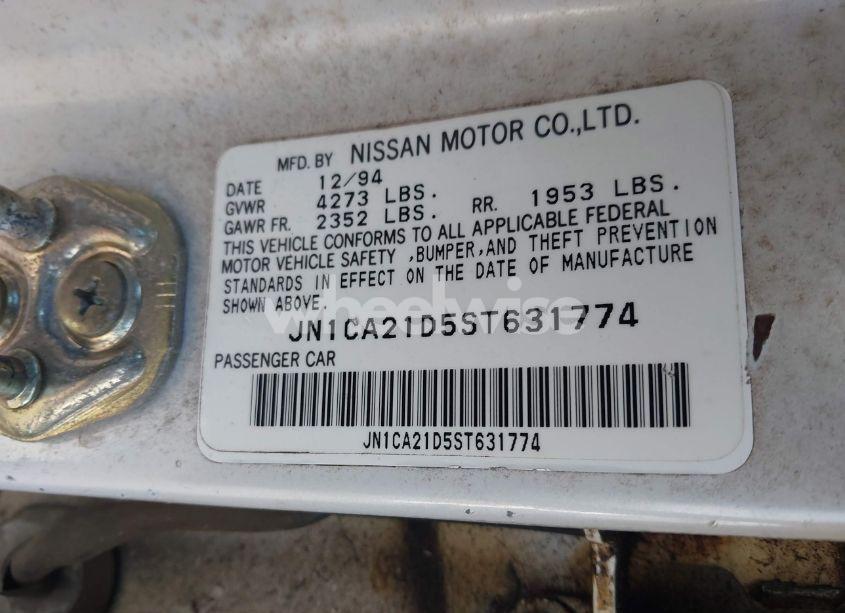 MFD. BY NISSAN MOTOR CO.,LTD.
DATE 12/94
GVWR 4273 LBS.
GAWR FR. 2352 LBS. RR. 1953 LBS.
THIS VEHICLE CONFORMS TO ALL APPLICABLE FEDERAL
MOTOR VEHICLE SAFETY ,BUMPER,AND THEFT PREVENTION
STANDARDS IN EFFECT ON THE DATE OF MANUFACTURE
SHOWN ABOVE.
wheelwise
JN1CA21D5ST631774
PASSENGER CAR
JN1CA21D5ST631774